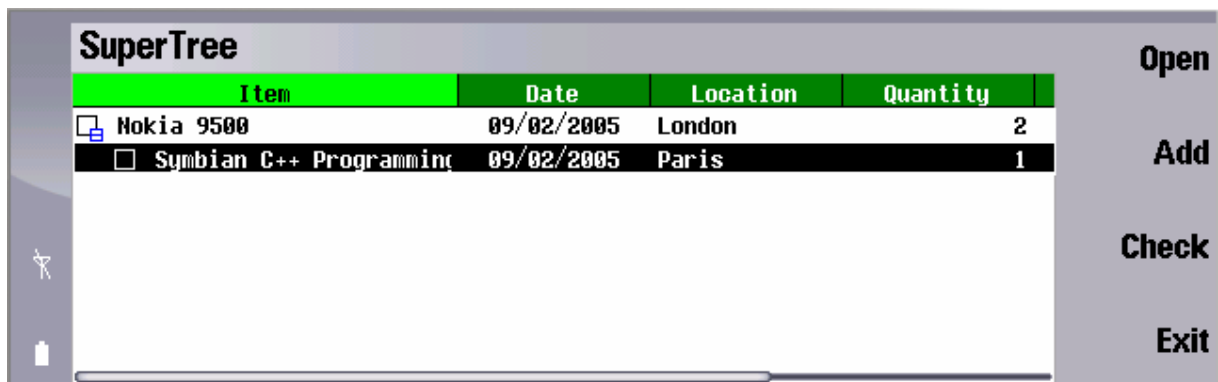 SuperTree
Item Date Location Quantity
Nokia 9500 09/02/2005 London 2
Symbian C++ Programming 09/02/2005 Paris 1
Open
Add
Check
Exit